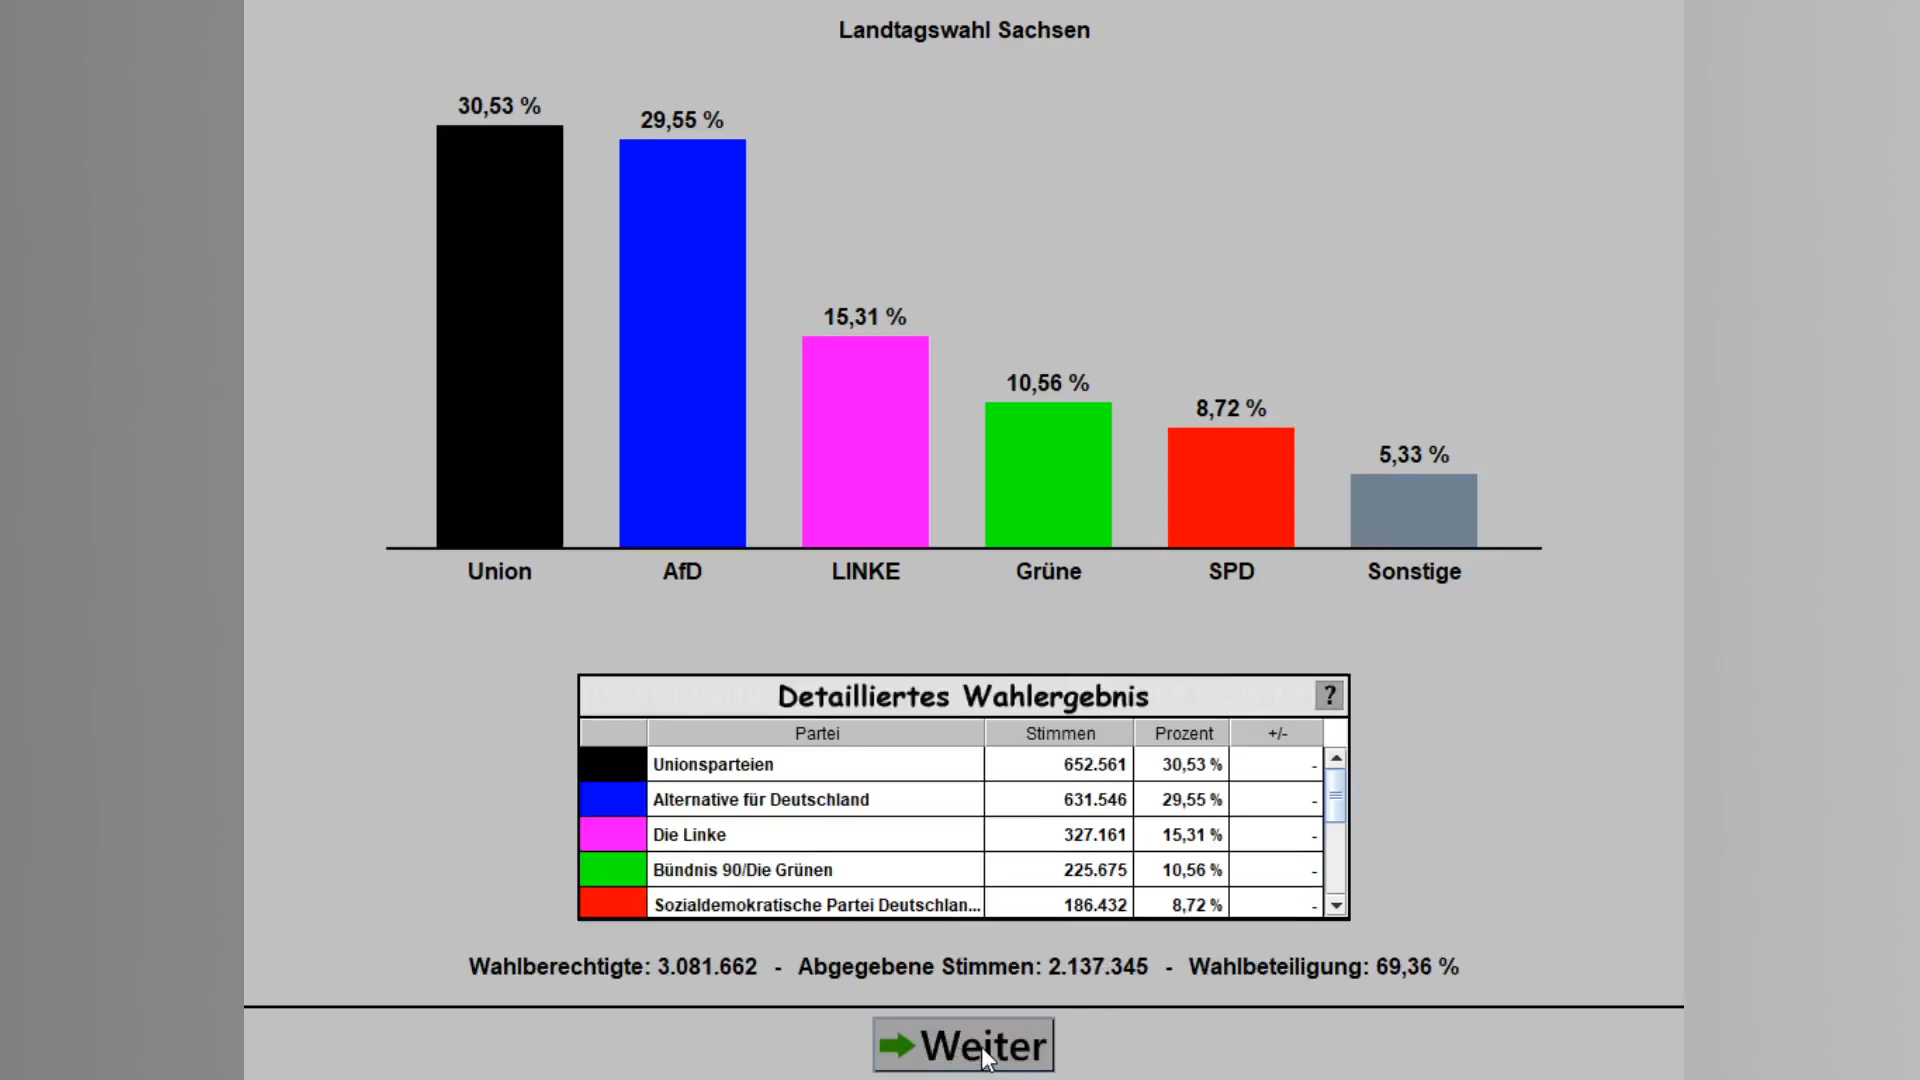 Landtagswahl Sachsen
30,53 %
29,55 %
15,31 %
10,56 %
8,72 %
5,33 %
Union AfD LINKE Grüne SPD Sonstige
Detailliertes Wahlergebnis ?
Partei Stimmen Prozent +/-
Unionsparteien 652.561 30,53 % -
Alternative für Deutschland 631.546 29,55 % -
Die Linke 327.161 15,31 % -
Bündnis 90/Die Grünen 225.675 10,56 % -
Sozialdemokratische Partei Deutschlan... 186.432 8,72 % -
Wahlberechtigte: 3.081.662 - Abgegebene Stimmen: 2.137.345 - Wahlbeteiligung: 69,36 %
Weiter